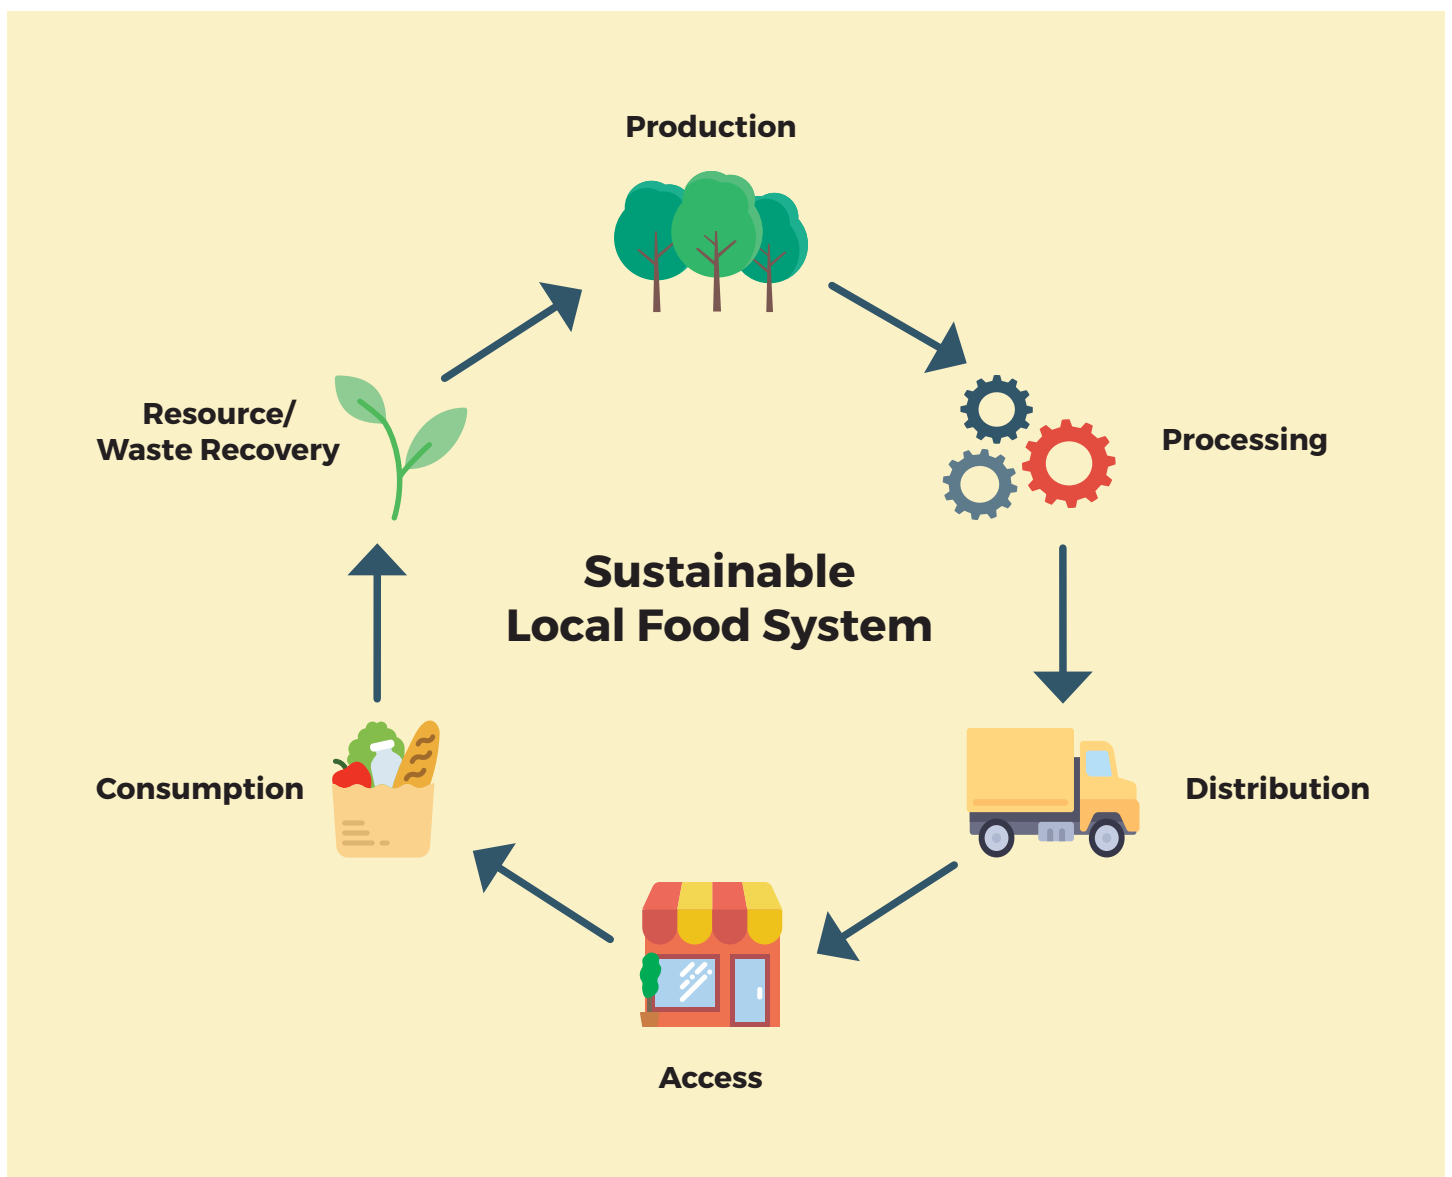 Production
Resource/
Waste Recovery
Processing
Sustainable
Local Food System
Consumption
Distribution
Access